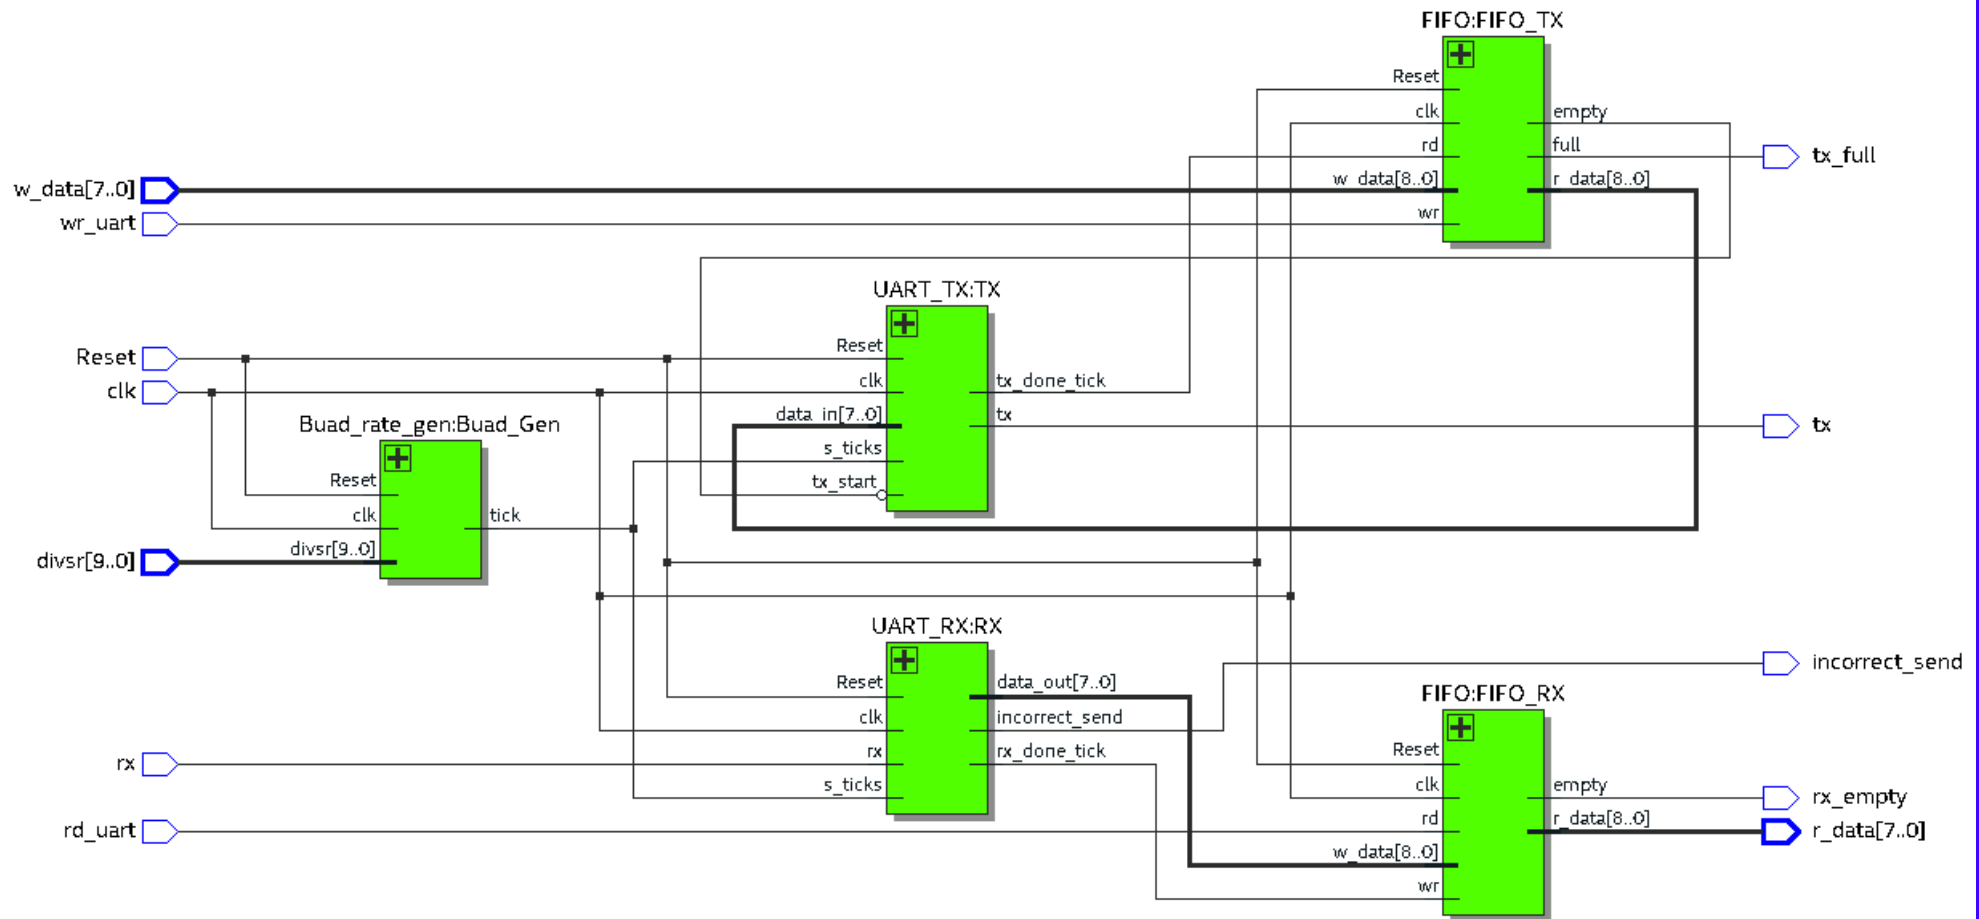 FIFO:FIFO_TX
Reset
clk
empty
rd
full
tx_full
w_data[7..0]
w_data[8..0]
r_data[8..0]
wr_uart
wr
UART_TX:TX
Reset
Reset
clk
clk
tx_done_tick
data_in[7..0]
tx
tx
Buad_rate_gen:Buad_Gen
s_ticks
Reset
tx_start
clk
tick
divsr[9..0]
divsr[9..0]
UART_RX:RX
incorrect_send
Reset
data_out[7..0]
FIFO:FIFO_RX
clk
incorrect_send
rx
rx
rx_done_tick
Reset
s_ticks
clk
empty
rx_empty
rd_uart
rd
r_data[8..0]
r_data[7..0]
w_data[8..0]
wr